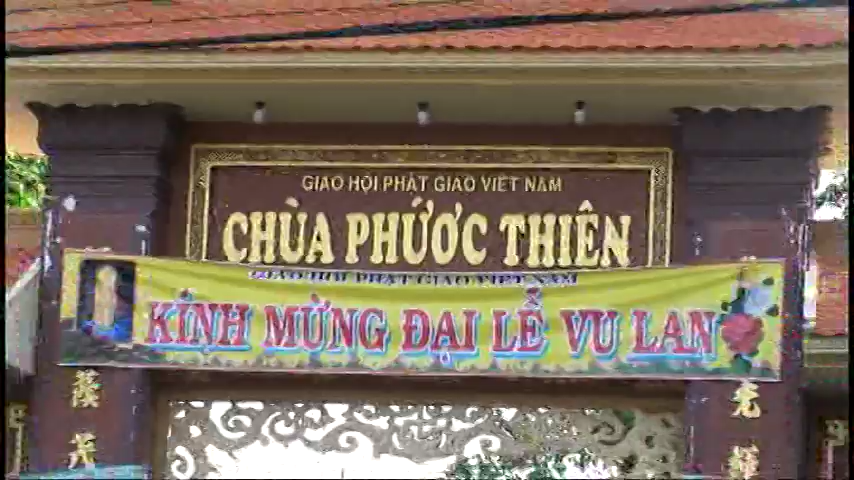 GIÁO HỘI PHẬT GIÁO VIỆT NAM
CHÙA PHƯỚC THIÊN
GIÁO HỘI PHẬT GIÁO VIỆT NAM
KÍNH MỪNG ĐẠI LỄ VU LAN